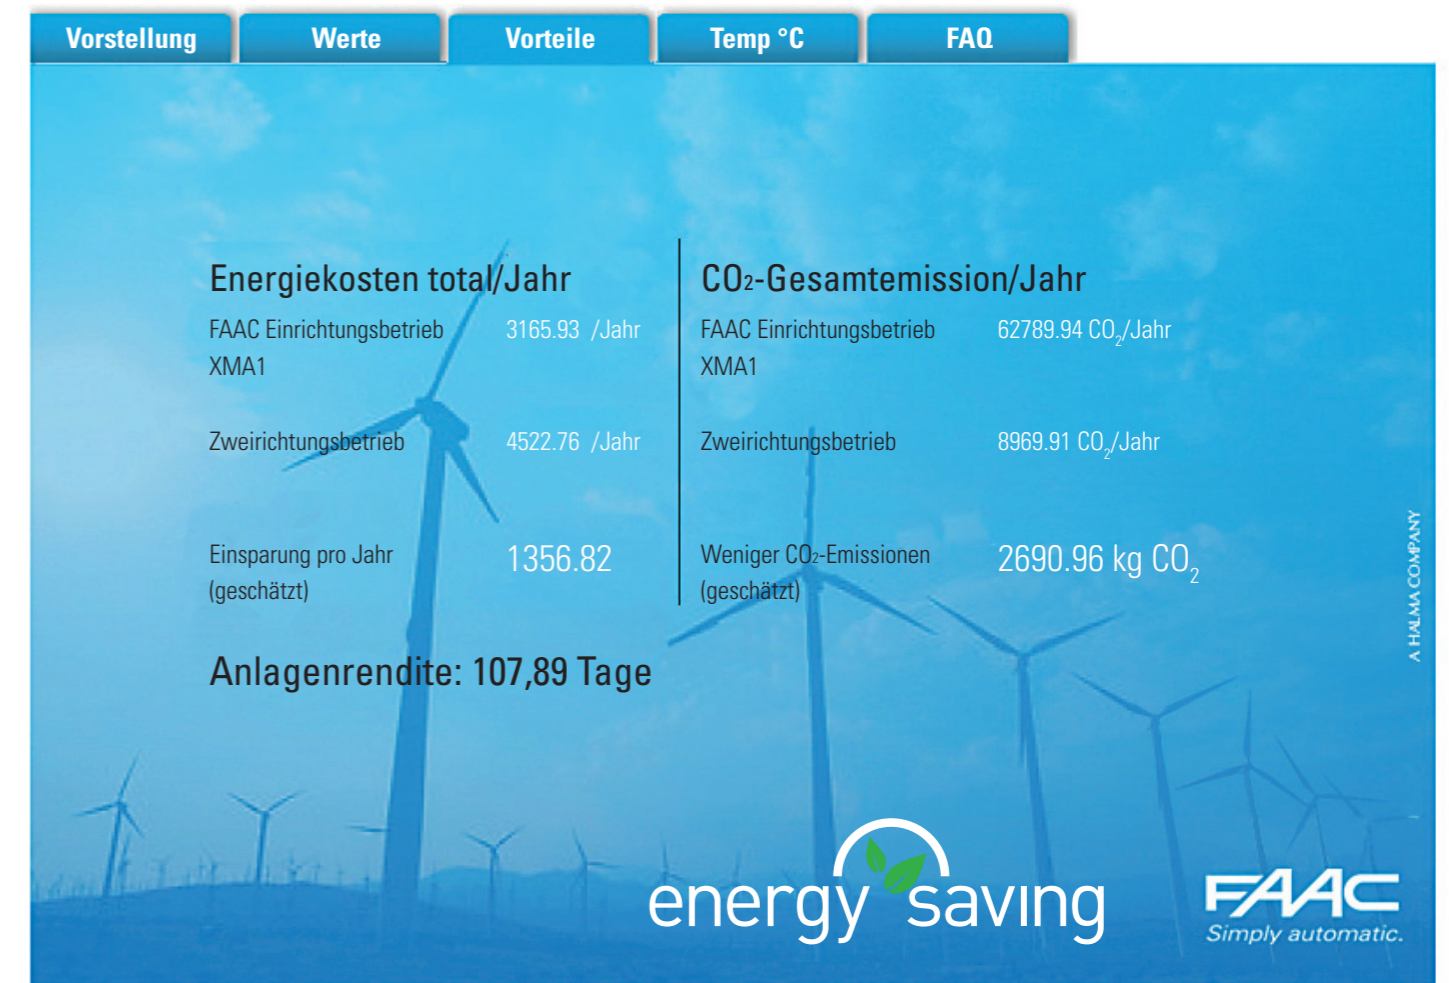 Vorstellung
Werte
Vorteile
Temp °C
FAQ
Energiekosten total/Jahr
FAAC Einrichtungsbetrieb 3165.93 /Jahr
XMA1
Zweirichtungsbetrieb 4522.76 /Jahr
Einsparung pro Jahr 1356.82
(geschätzt)
CO₂-Gesamtemission/Jahr
FAAC Einrichtungsbetrieb 62789.94 CO₂/Jahr
XMA1
Zweirichtungsbetrieb 8969.91 CO₂/Jahr
Weniger CO₂-Emissionen 2690.96 kg CO₂
(geschätzt)
Anlagenrendite: 107,89 Tage
A HALMA COMPANY
energy saving
FAAC
Simply automatic.